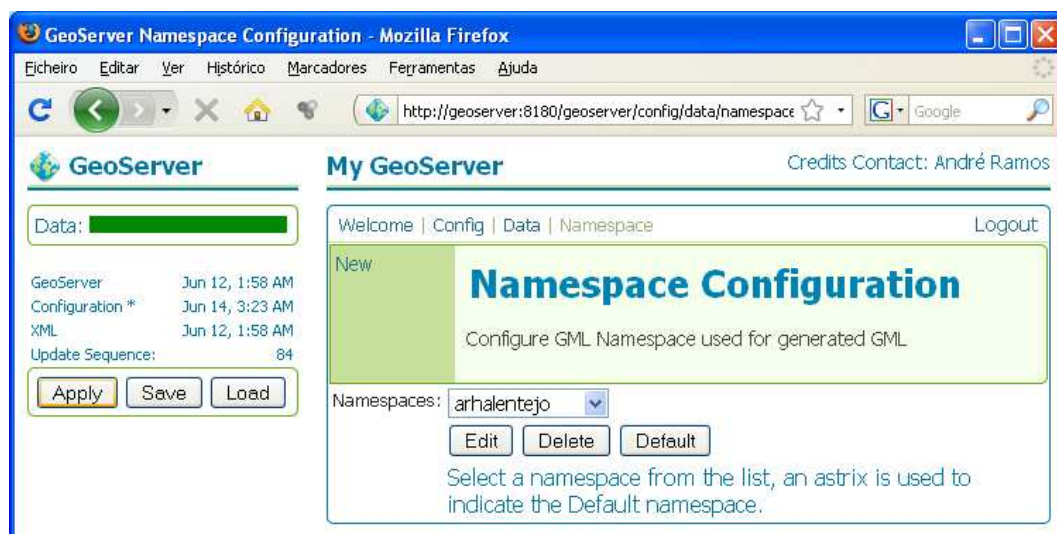 GeoServer Namespace Configuration - Mozilla Firefox
Ficheiro Editar Ver Histórico Marcadores Ferramentas Ajuda
http://geoserver:8180/geoserver/config/data/namespace G Google
GeoServer
My GeoServer
Credits Contact: André Ramos
Data:
Welcome | Config | Data | Namespace
Logout
GeoServer Jun 12, 1:58 AM
Configuration * Jun 14, 3:23 AM
XML Jun 12, 1:58 AM
Update Sequence: 84
Apply Save Load
New
Namespace Configuration
Configure GML Namespace used for generated GML
Namespaces: arhalentejo
Edit Delete Default
Select a namespace from the list, an astrix is used to
indicate the Default namespace.